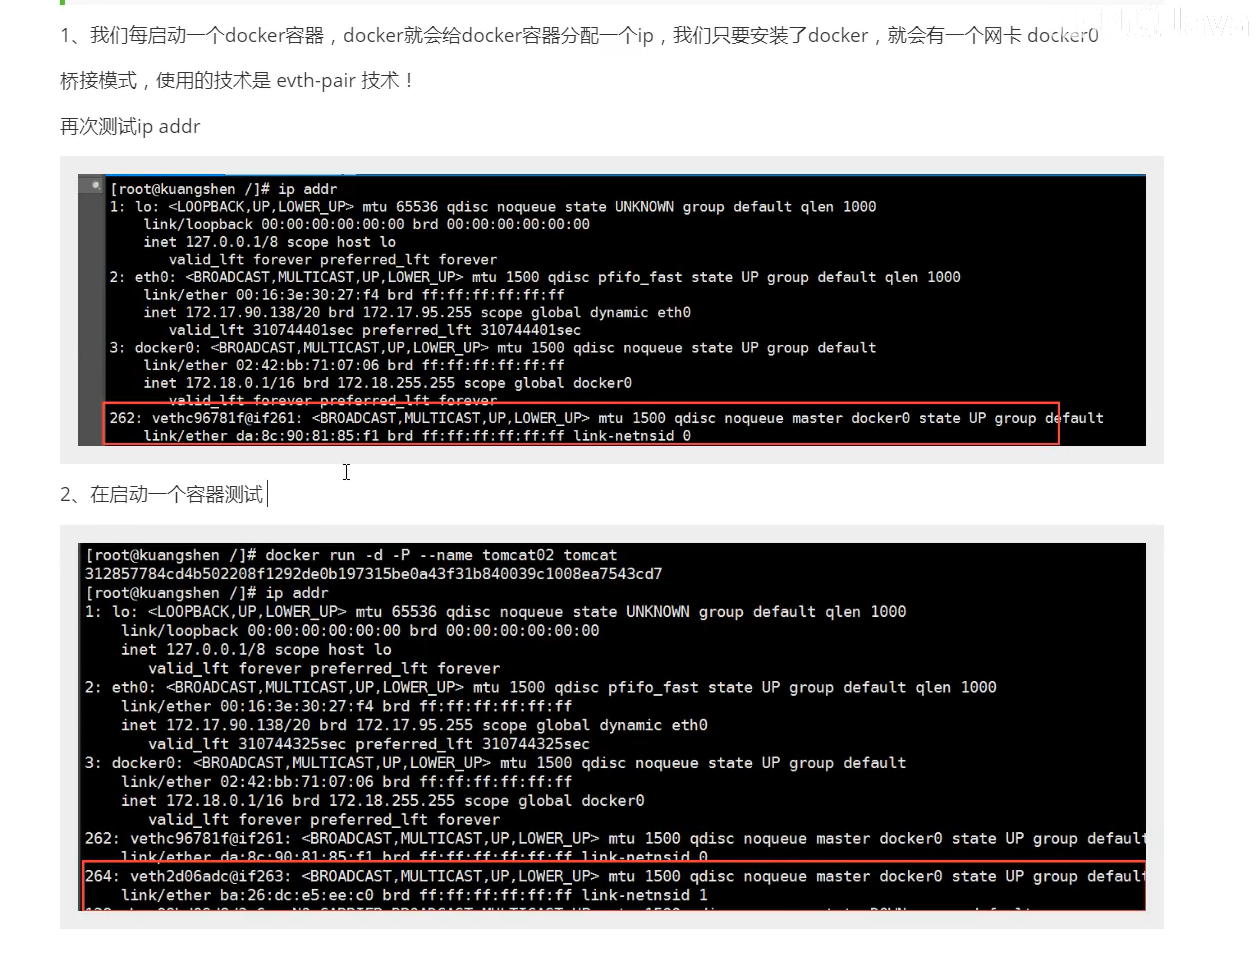 1、我们每启动一个docker容器，docker就会给docker容器分配一个ip，我们只要安装了docker，就会有一个网卡 docker0
桥接模式，使用的技术是 evth-pair 技术！
再次测试ip addr
[root@kuangshen /]# ip addr
1: lo: <LOOPBACK,UP,LOWER_UP> mtu 65536 qdisc noqueue state UNKNOWN group default qlen 1000
link/loopback 00:00:00:00:00:00 brd 00:00:00:00:00:00
inet 127.0.0.1/8 scope host lo
valid_lft forever preferred_lft forever
2: eth0: <BROADCAST,MULTICAST,UP,LOWER_UP> mtu 1500 qdisc pfifo_fast state UP group default qlen 1000
link/ether 00:16:3e:30:27:f4 brd ff:ff:ff:ff:ff:ff
inet 172.17.90.138/20 brd 172.17.95.255 scope global dynamic eth0
valid_lft 310744401sec preferred_lft 310744401sec
3: docker0: <BROADCAST,MULTICAST,UP,LOWER_UP> mtu 1500 qdisc noqueue state UP group default
link/ether 02:42:bb:71:07:06 brd ff:ff:ff:ff:ff:ff
inet 172.18.0.1/16 brd 172.18.255.255 scope global docker0
valid_lft forever preferred_lft forever
262: vethc96781f@if261: <BROADCAST,MULTICAST,UP,LOWER_UP> mtu 1500 qdisc noqueue master docker0 state UP group default
link/ether da:8c:90:81:85:f1 brd ff:ff:ff:ff:ff:ff link-netnsid 0
2、在启动一个容器测试
[root@kuangshen /]# docker run -d -P --name tomcat02 tomcat
312857784cd4b502208f1292de0b197315be0a43f31b840039c1008ea7543cd7
[root@kuangshen /]# ip addr
1: lo: <LOOPBACK,UP,LOWER_UP> mtu 65536 qdisc noqueue state UNKNOWN group default qlen 1000
link/loopback 00:00:00:00:00:00 brd 00:00:00:00:00:00
inet 127.0.0.1/8 scope host lo
valid_lft forever preferred_lft forever
2: eth0: <BROADCAST,MULTICAST,UP,LOWER_UP> mtu 1500 qdisc pfifo_fast state UP group default qlen 1000
link/ether 00:16:3e:30:27:f4 brd ff:ff:ff:ff:ff:ff
inet 172.17.90.138/20 brd 172.17.95.255 scope global dynamic eth0
valid_lft 310744325sec preferred_lft 310744325sec
3: docker0: <BROADCAST,MULTICAST,UP,LOWER_UP> mtu 1500 qdisc noqueue state UP group default
link/ether 02:42:bb:71:07:06 brd ff:ff:ff:ff:ff:ff
inet 172.18.0.1/16 brd 172.18.255.255 scope global docker0
valid_lft forever preferred_lft forever
262: vethc96781f@if261: <BROADCAST,MULTICAST,UP,LOWER_UP> mtu 1500 qdisc noqueue master docker0 state UP group default
link/ether da:8c:90:81:85:f1 brd ff:ff:ff:ff:ff:ff link-netnsid 0
264: veth2d06adc@if263: <BROADCAST,MULTICAST,UP,LOWER_UP> mtu 1500 qdisc noqueue master docker0 state UP group default
link/ether ba:26:dc:e5:ee:c0 brd ff:ff:ff:ff:ff:ff link-netnsid 1